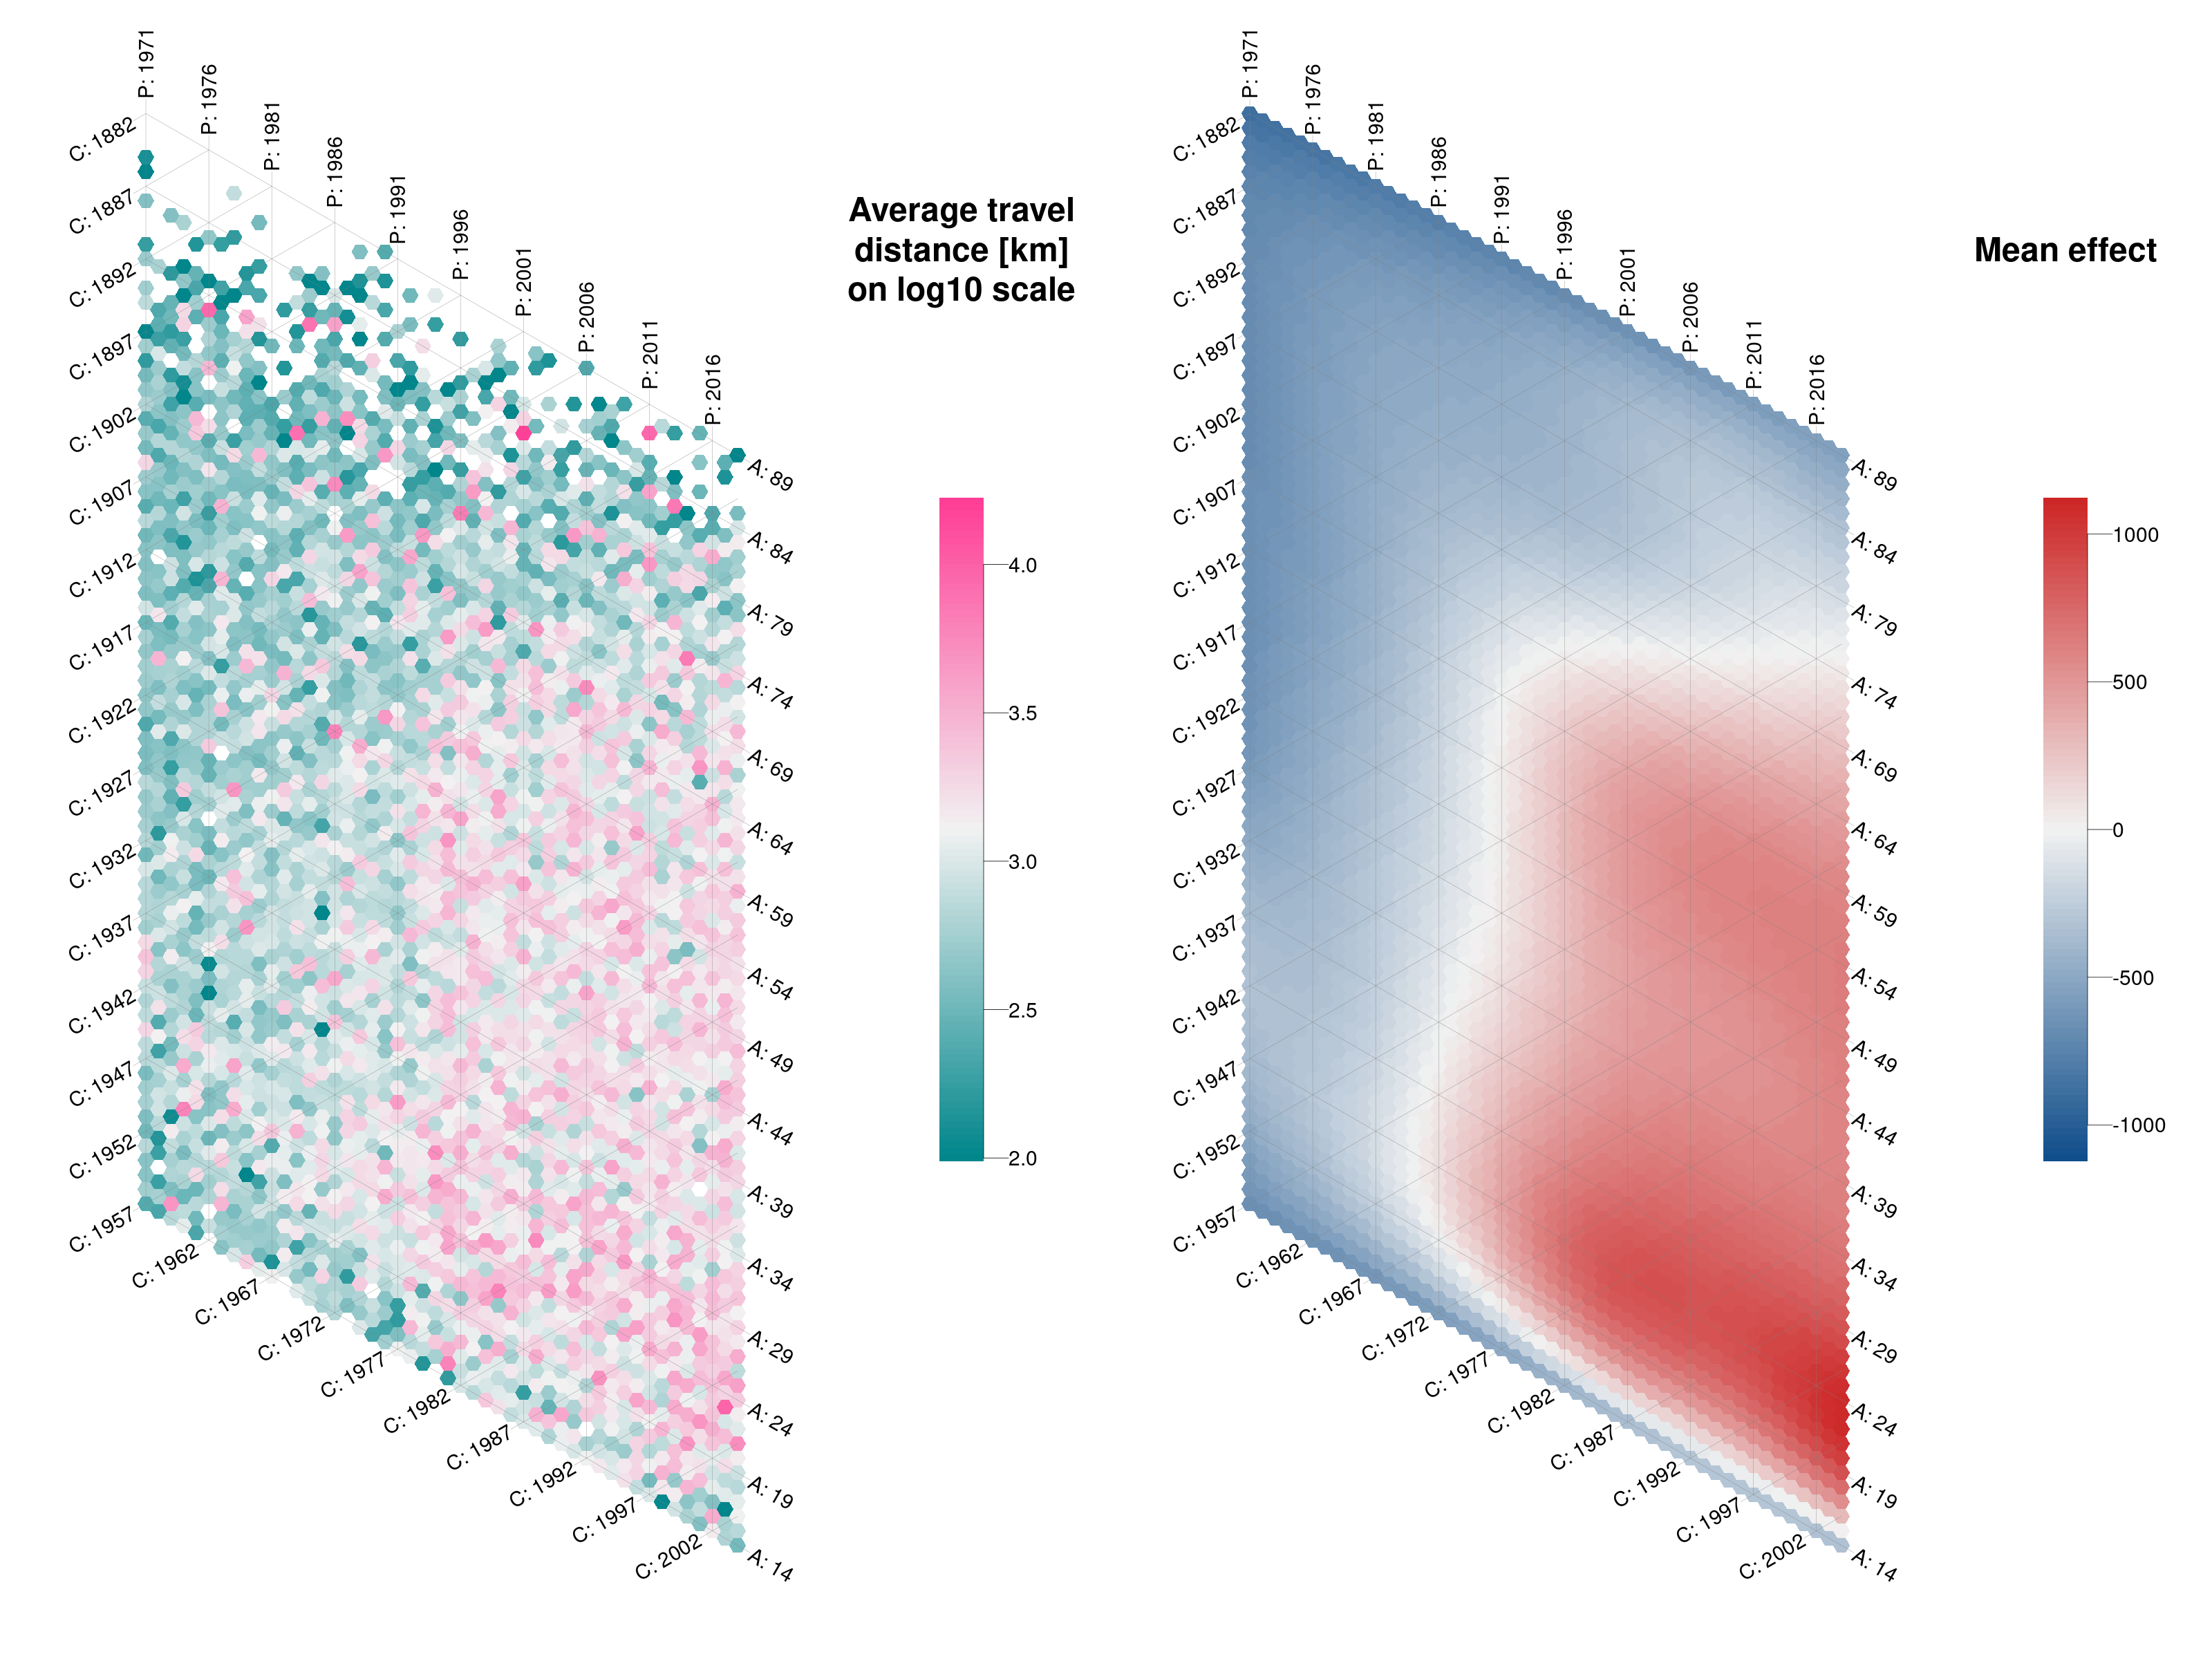 P: 1971
P: 1976
P: 1981
P: 1986
P: 1991
P: 1996
P: 2001
P: 2006
P: 2011
P: 2016
C: 1882
C: 1887
C: 1892
C: 1897
C: 1902
C: 1907
C: 1912
C: 1917
C: 1922
C: 1927
C: 1932
C: 1937
C: 1942
C: 1947
C: 1952
C: 1957
C: 1962
C: 1967
C: 1972
C: 1977
C: 1982
C: 1987
C: 1992
C: 1997
C: 2002
A: 89
A: 84
A: 79
A: 74
A: 69
A: 64
A: 59
A: 54
A: 49
A: 44
A: 39
A: 34
A: 29
A: 24
A: 19
A: 14
Average travel
distance [km]
on log10 scale
4.0
3.5
3.0
2.5
2.0
P: 1971
P: 1976
P: 1981
P: 1986
P: 1991
P: 1996
P: 2001
P: 2006
P: 2011
P: 2016
C: 1882
C: 1887
C: 1892
C: 1897
C: 1902
C: 1907
C: 1912
C: 1917
C: 1922
C: 1927
C: 1932
C: 1937
C: 1942
C: 1947
C: 1952
C: 1957
C: 1962
C: 1967
C: 1972
C: 1977
C: 1982
C: 1987
C: 1992
C: 1997
C: 2002
A: 89
A: 84
A: 79
A: 74
A: 69
A: 64
A: 59
A: 54
A: 49
A: 44
A: 39
A: 34
A: 29
A: 24
A: 19
A: 14
Mean effect
1000
500
0
-500
-1000